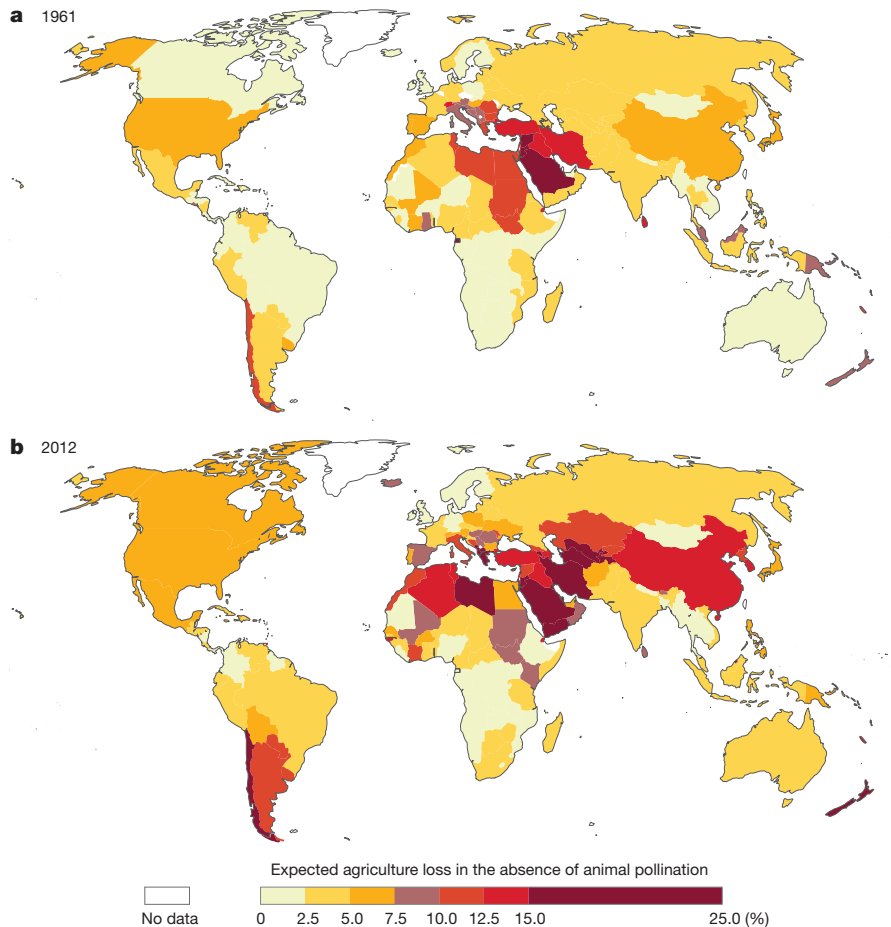 a 1961
b 2012
Expected agriculture loss in the absence of animal pollination
No data 0 2.5 5.0 7.5 10.0 12.5 15.0 25.0 (%)